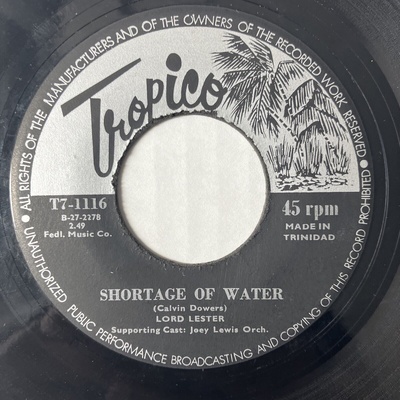 ALL RIGHTS OF THE MANUFACTURERS AND OF THE OWNERS OF THE RECORDED WORK RESERVED • UNAUTHORIZED PUBLIC PERFORMANCE BROADCASTING AND COPYING OF THIS RECORD PROHIBITED •
Tropico
T7-1116
B-27-2278
2.49
Fedl. Music Co.
45 rpm
MADE IN
TRINIDAD
SHORTAGE OF WATER
(Calvin Dowers)
LORD LESTER
Supporting Cast: Joey Lewis Orch.